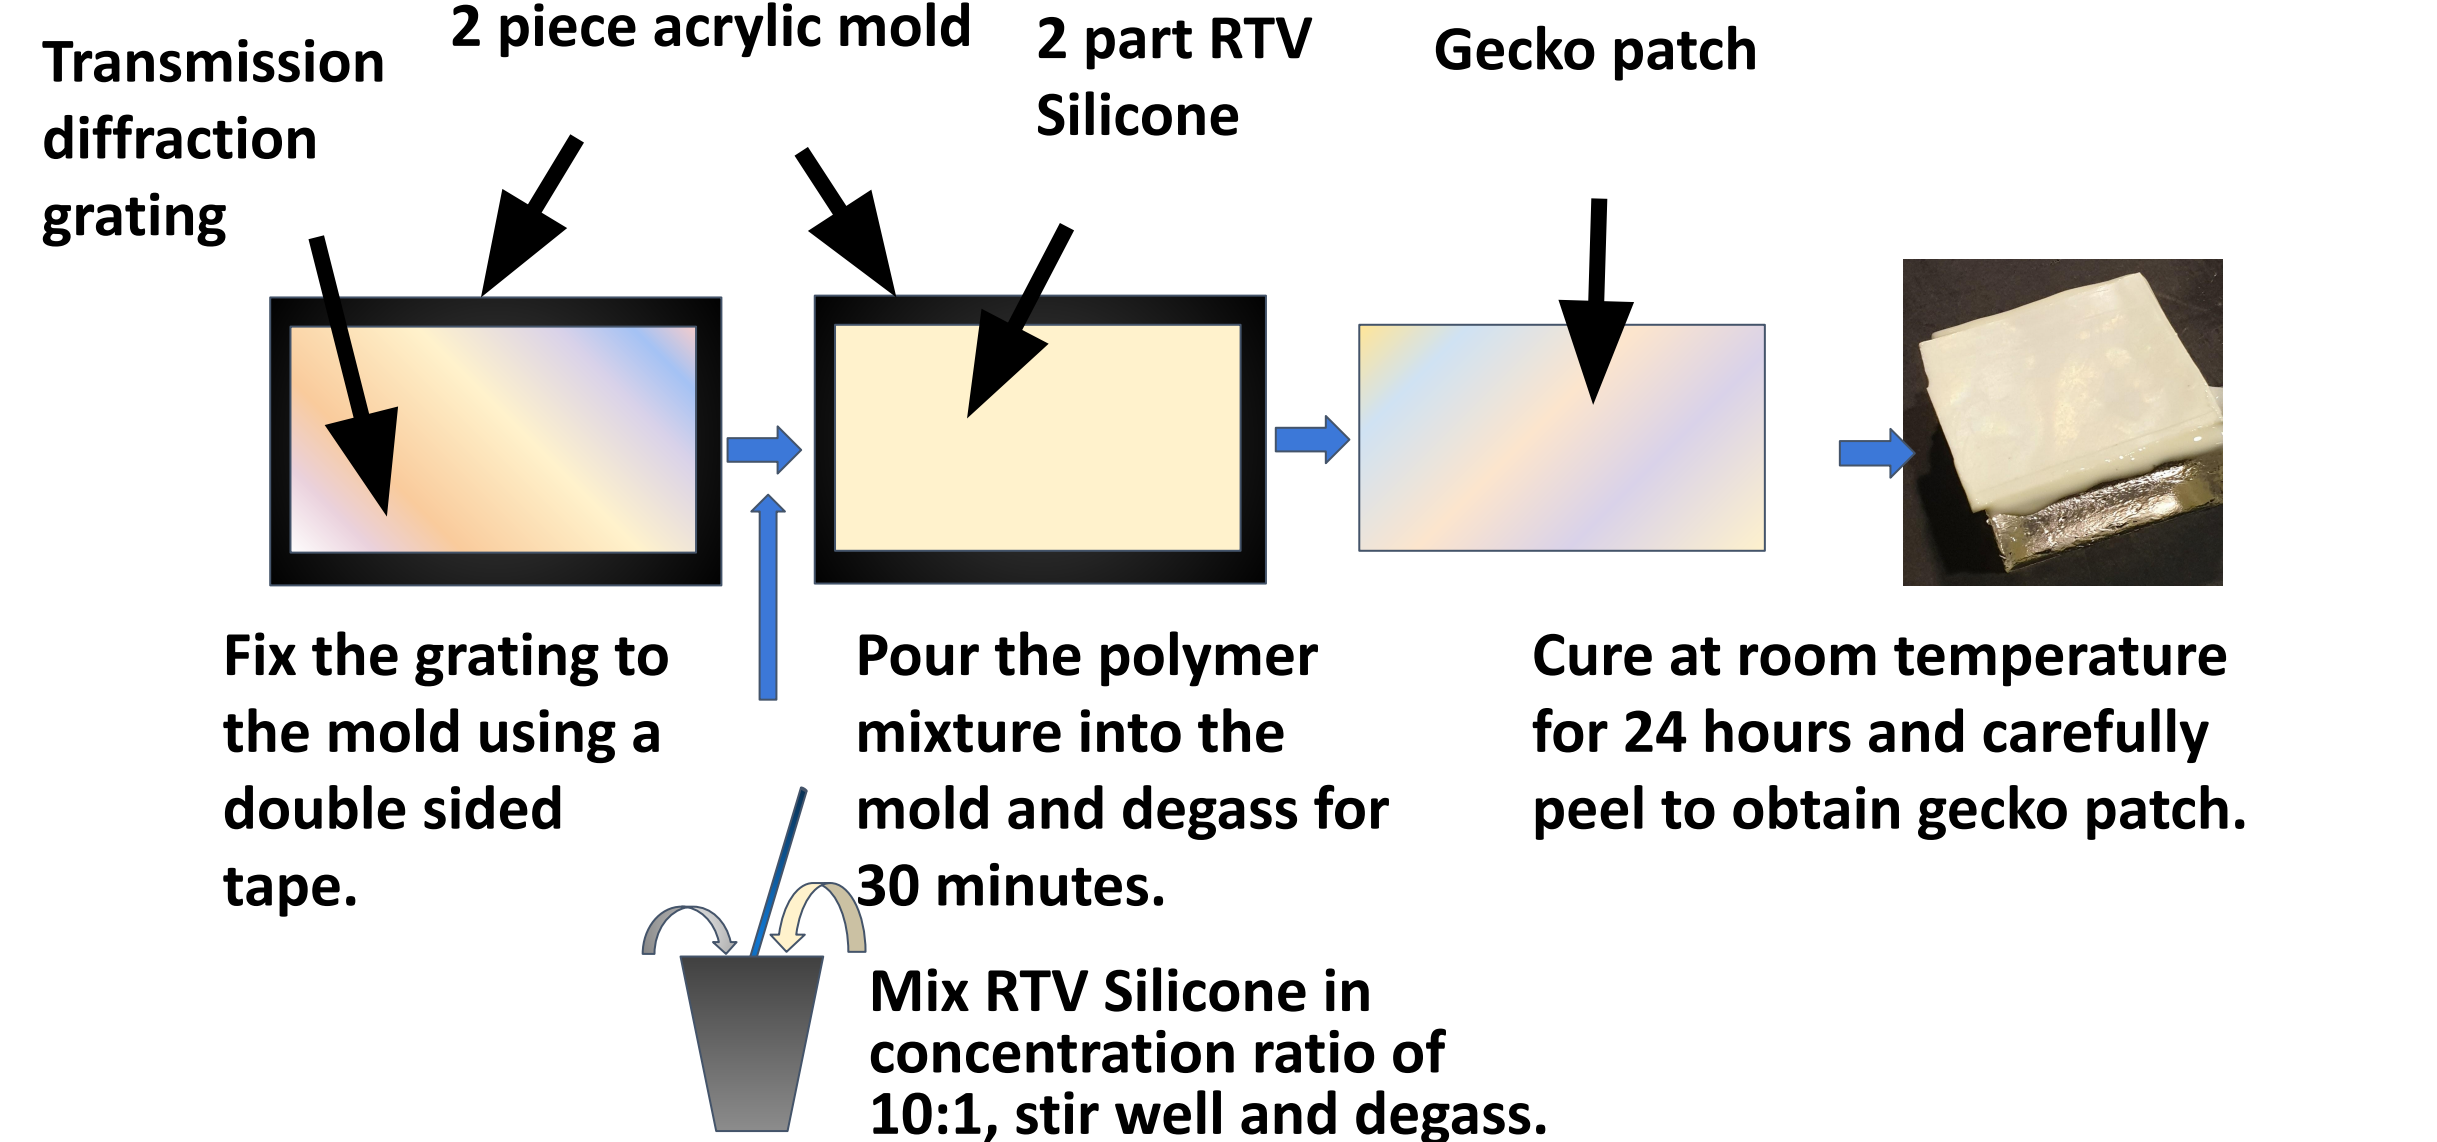 Transmission
diffraction
grating
2 piece acrylic mold
2 part RTV
Silicone
Gecko patch
Fix the grating to
the mold using a
double sided
tape.
Pour the polymer
mixture into the
mold and degass for
30 minutes.
Cure at room temperature
for 24 hours and carefully
peel to obtain gecko patch.
Mix RTV Silicone in
concentration ratio of
10:1, stir well and degass.